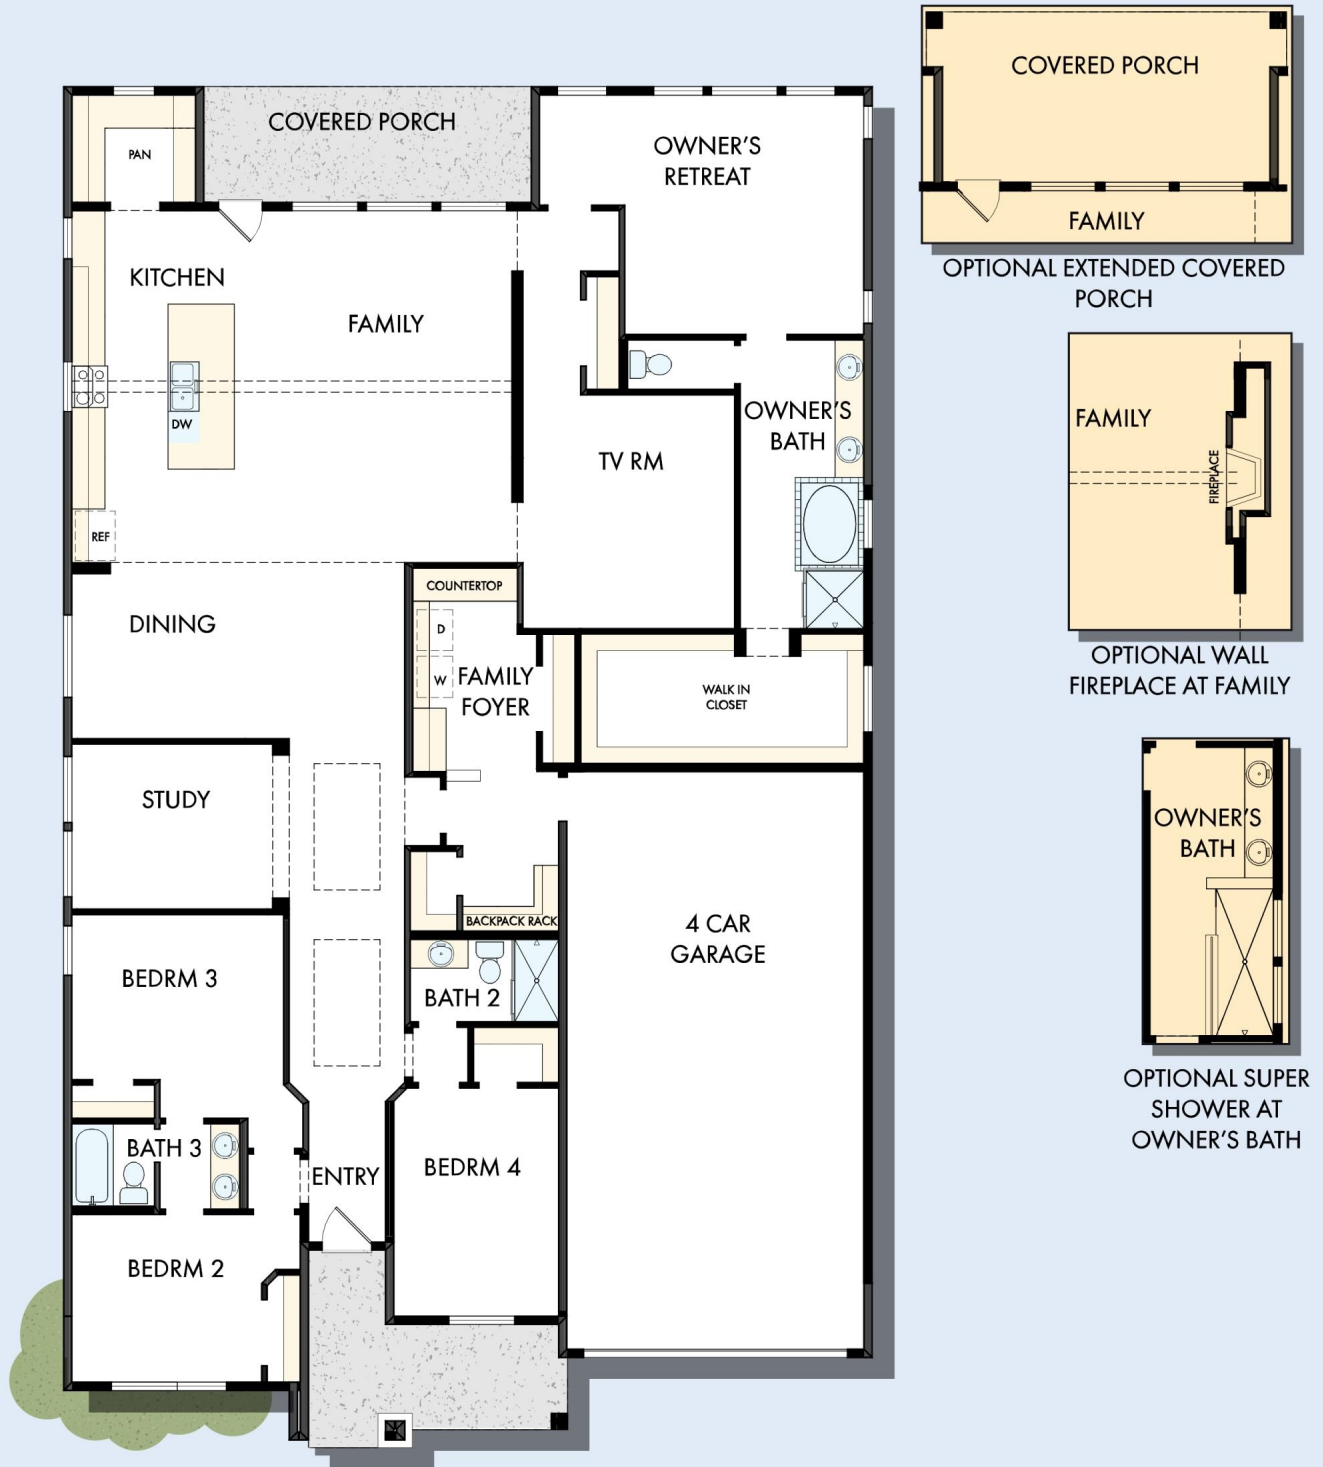 COVERED PORCH
PAN
OWNER'S
RETREAT
KITCHEN
FAMILY
DW
REF
TV RM
OWNER'S
BATH
COUNTERTOP
D
W
FAMILY
FOYER
DINING
WALK IN
CLOSET
STUDY
BACKPACK RACK
4 CAR
GARAGE
BEDRM 3
BATH 2
BATH 3
ENTRY
BEDRM 4
BEDRM 2
COVERED PORCH
FAMILY
OPTIONAL EXTENDED COVERED
PORCH
FAMILY
FIREPLACE
OPTIONAL WALL
FIREPLACE AT FAMILY
OWNER'S
BATH
OPTIONAL SUPER
SHOWER AT
OWNER'S BATH